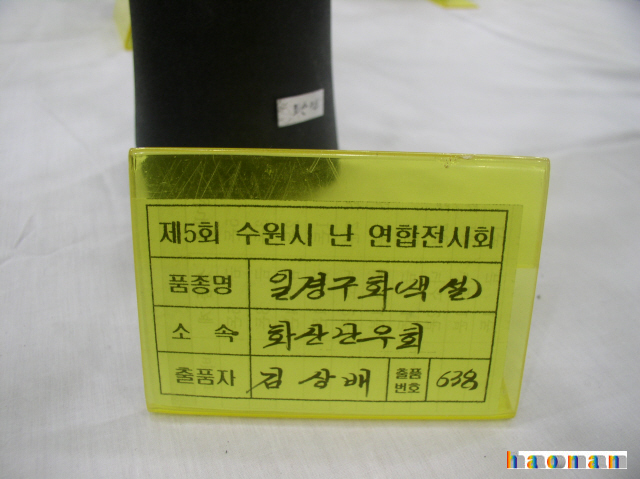 제5회 수원시 난 연합전시회
품종명 일경구화(색설)
소 속 화산난우회
출품자 김상배 출품번호 638
haonan